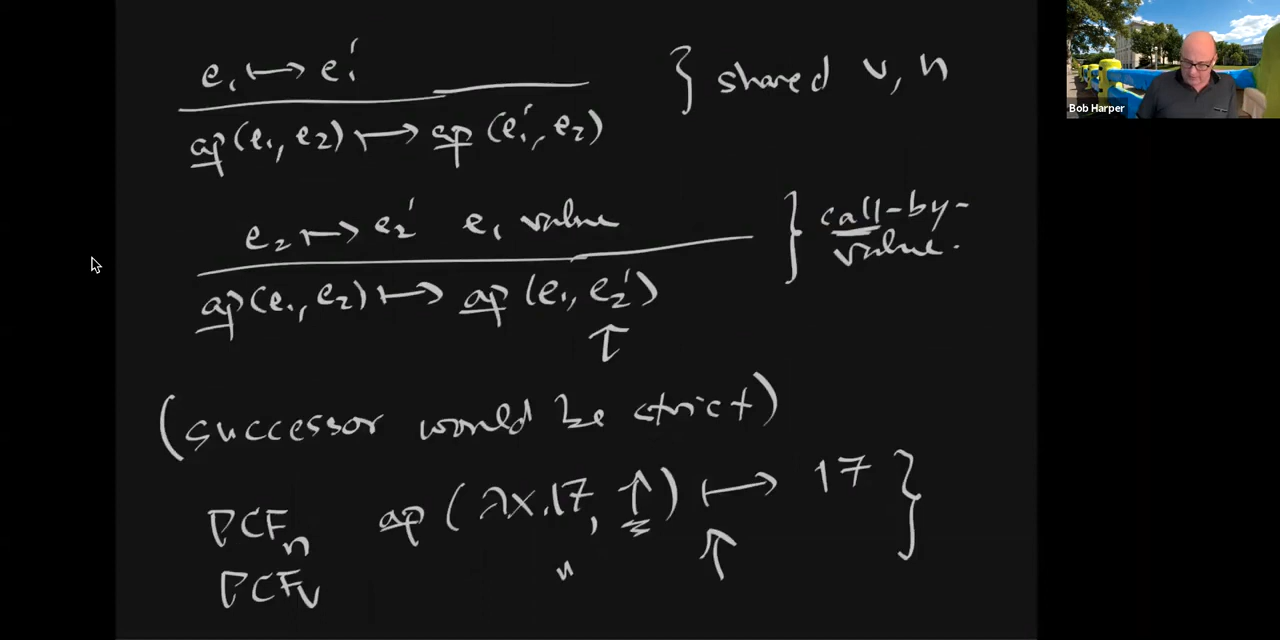 e₁ ↦ e₁′ } shared v, n
ap(e₁, e₂) ↦ ap(e₁′, e₂)
e₂ ↦ e₂′ e₁ value } call-by-
value.
ap(e₁, e₂) ↦ ap(e₁, e₂′)
↑
(successor would be strict)
PCFₙ ap(λx.17, ↑) ↦ 17 }
n ↑
PCFᵥ
Bob Harper